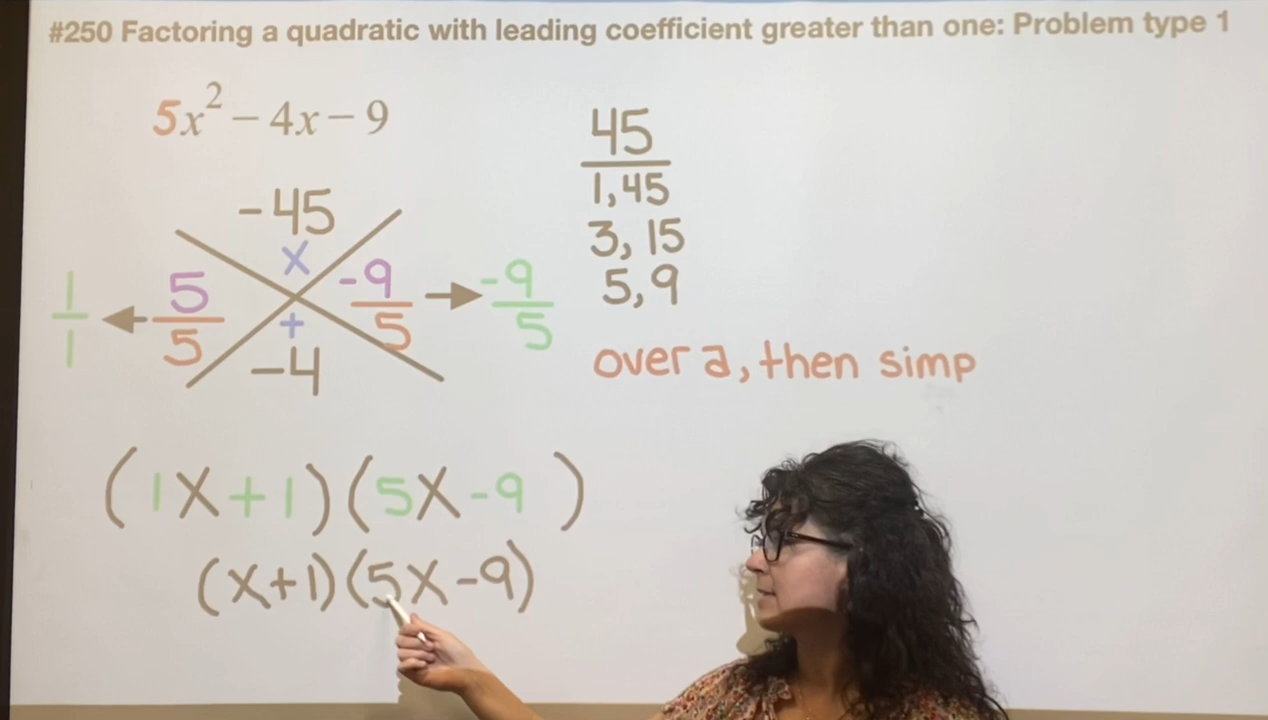 #250 Factoring a quadratic with leading coefficient greater than one: Problem type 1
5x² − 4x − 9
45
1, 45
3, 15
5, 9
-45
x
1/1 ← 5/5 -9/5 → -9/5
+
-4
over a, then simp
(1x+1)(5x-9 )
(x+1)(5x-9)